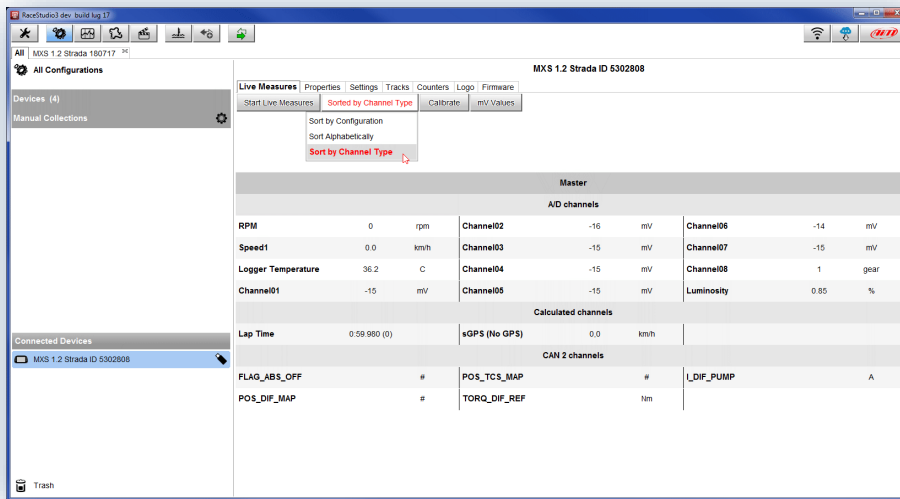 RaceStudio3 dev build lug 17
AiM
All MXS 1.2 Strada 180717
All Configurations
Devices (4)
Manual Collections
Connected Devices
MXS 1.2 Strada ID 5302808
Trash
MXS 1.2 Strada ID 5302808
Live Measures Properties Settings Tracks Counters Logo Firmware
Start Live Measures Sorted by Channel Type Calibrate mV Values
Sort by Configuration
Sort Alphabetically
Sort by Channel Type
Master
A/D channels
RPM 0 rpm Channel02 -16 mV Channel06 -14 mV
Speed1 0.0 km/h Channel03 -15 mV Channel07 -15 mV
Logger Temperature 36.2 C Channel04 -15 mV Channel08 1 gear
Channel01 -15 mV Channel05 -15 mV Luminosity 0.85 %
Calculated channels
Lap Time 0:59.980 (0) sGPS (No GPS) 0.0 km/h
CAN 2 channels
FLAG_ABS_OFF # POS_TCS_MAP # I_DIF_PUMP A
POS_DIF_MAP # TORQ_DIF_REF Nm